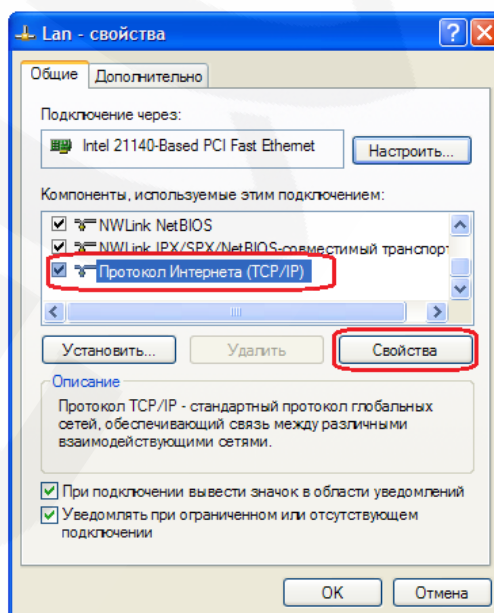 Lan - свойства
Общие
Дополнительно
Подключение через:
Intel 21140-Based PCI Fast Ethernet
Настроить...
Компоненты, используемые этим подключением:
NWLink NetBIOS
NWLink IPX/SPX/NetBIOS-совместимый транспорт
Протокол Интернета (TCP/IP)
Установить...
Удалить
Свойства
Описание
Протокол TCP/IP - стандартный протокол глобальных
сетей, обеспечивающий связь между различными
взаимодействующими сетями.
При подключении вывести значок в области уведомлений
Уведомлять при ограниченном или отсутствующем
подключении
OK
Отмена